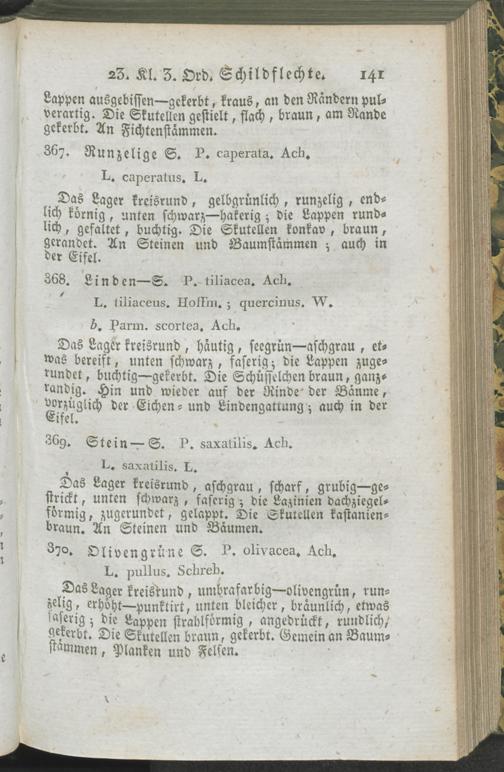 23. Kl. 3. Ord. Schildflechte. 141
Lappen ausgebissen—gekerbt, kraus, an den Rändern pul-
verartig. Die Skutellen gestielt, flach, braun, am Rande
gekerbt. An Fichtenstämmen.
367. Runzelige S. P. caperata. Ach.
L. caperatus. L.
Das Lager kreisrund, gelbgrünlich, runzelig, end-
lich körnig, unten schwarz—hakerig; die Lappen rund-
lich, gefaltet, buchtig. Die Skutellen konkav, braun,
gerandet. An Steinen und Baumstämmen; auch in
der Eifel.
368. Linden—S. P. tiliacea. Ach.
L. tiliaceus. Hoffm.; quercinus. W.
b. Parm. scortea. Ach.
Das Lager kreisrund, häutig, seegrün—aschgrau, et-
was bereift, unten schwarz, faserig; die Lappen zuge-
rundet, buchtig—gekerbt. Die Schüsselchen braun, ganz-
randig. Hin und wieder auf der Rinde der Bäume,
vorzüglich der Eichen- und Lindengattung; auch in der
Eifel.
369. Stein—S. P. saxatilis. Ach.
L. saxatilis. L.
Das Lager kreisrund, aschgrau, scharf, grubig—ge-
strickt, unten schwarz, faserig; die Lazinien dachziegel-
förmig, zugerundet, gelappt. Die Skutellen kastanien-
braun. An Steinen und Bäumen.
370. Olivengrüne S. P. olivacea. Ach.
L. pullus. Schreb.
Das Lager kreisrund, umbrafarbig—olivengrün, run-
zelig, erhöht—punktirt, unten bleicher, bräunlich, etwas
faserig; die Lappen strahlförmig, angedrückt, rundlich,
gekerbt. Die Skutellen braun, gekerbt. Gemein an Baum-
stämmen, Planken und Felsen.